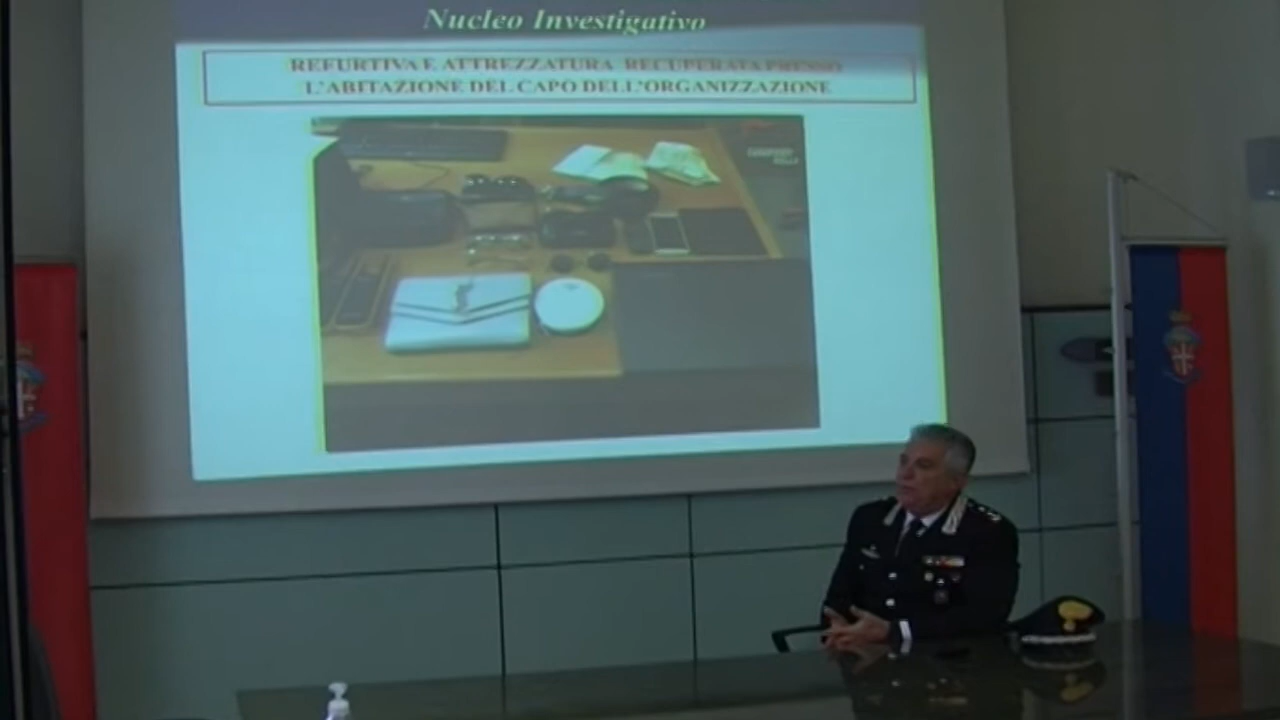 Nucleo Investigativo
REFURTIVA E ATTREZZATURA RECUPERATA PRESSO
L'ABITAZIONE DEL CAPO DELL'ORGANIZZAZIONE